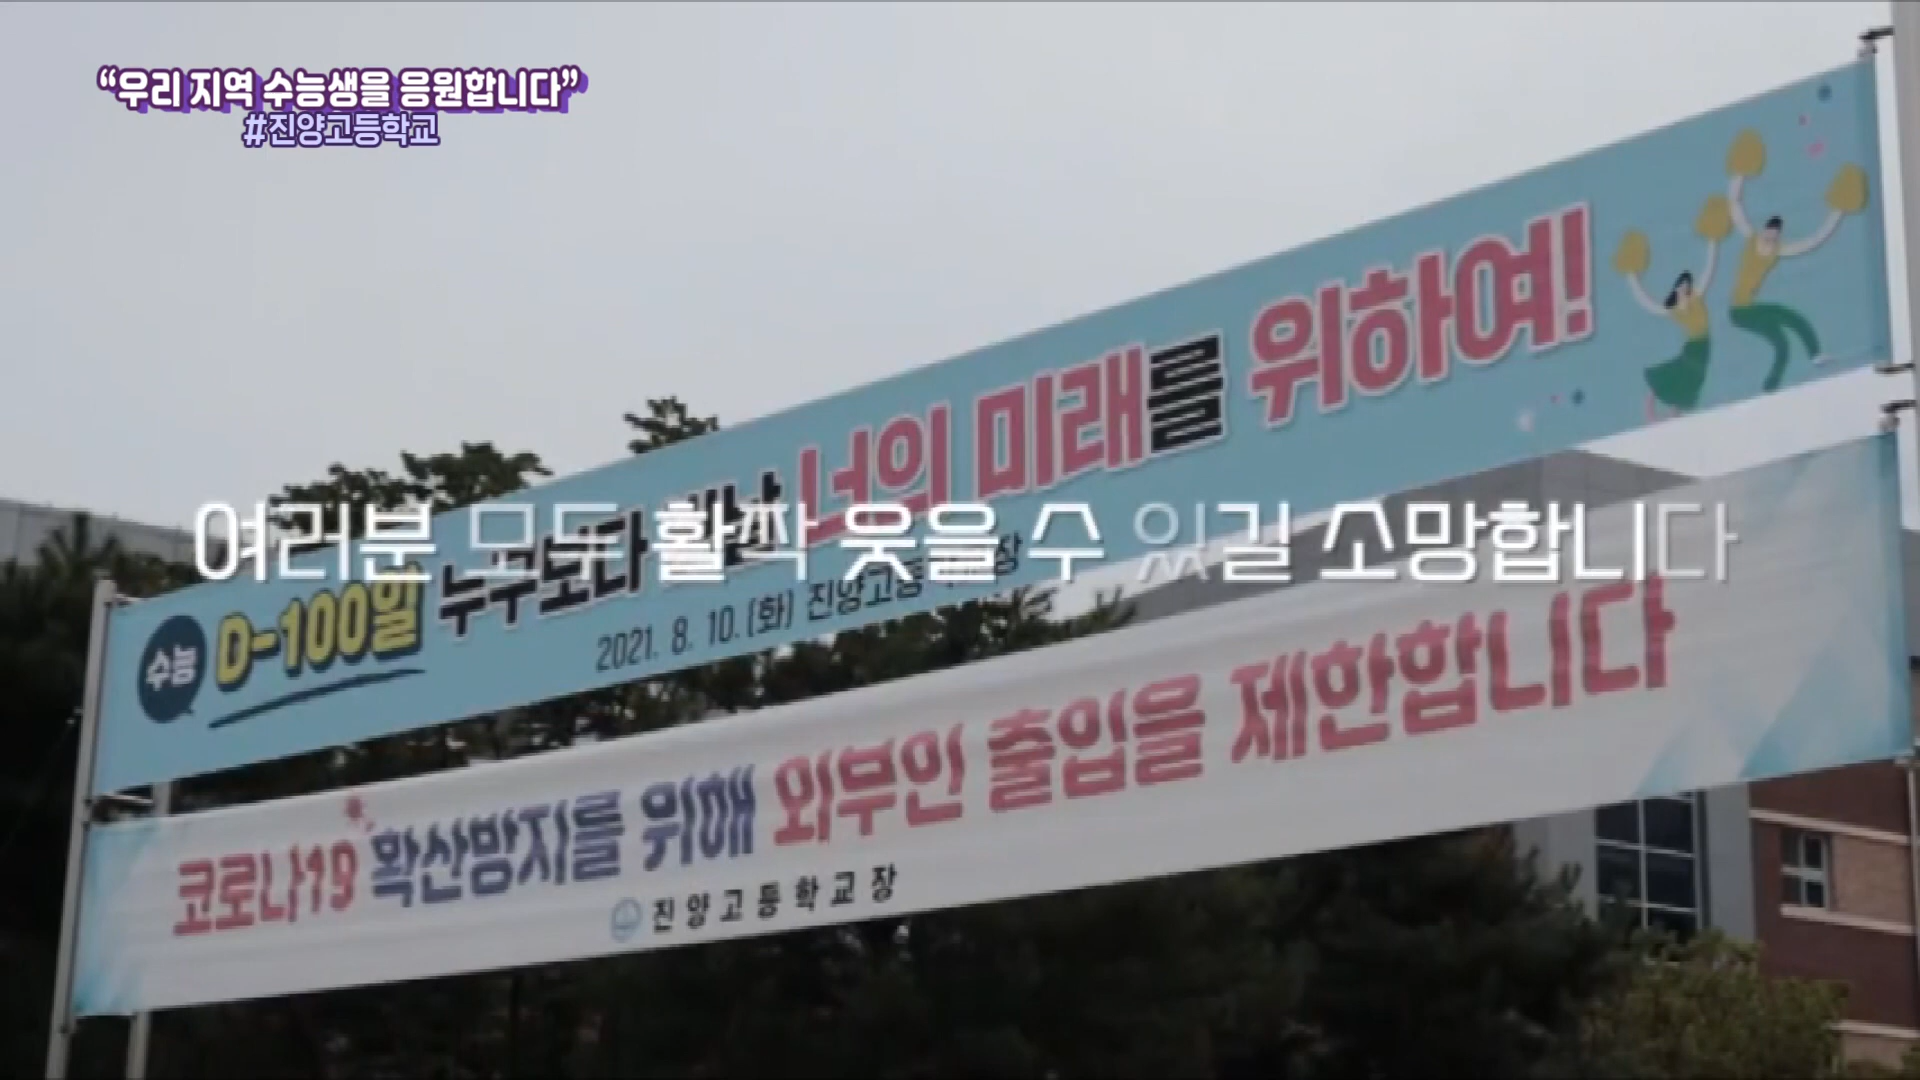 “우리 지역 수능생을 응원합니다”
#진양고등학교
수능 D-100일 누구보다 너의 미래를 위하여!
여러분 모두 활짝 웃을 수 있길 소망합니다
2021. 8. 10.(화) 진양고등
코로나19 확산방지를 위해 외부인 출입을 제한합니다
진양고등학교장